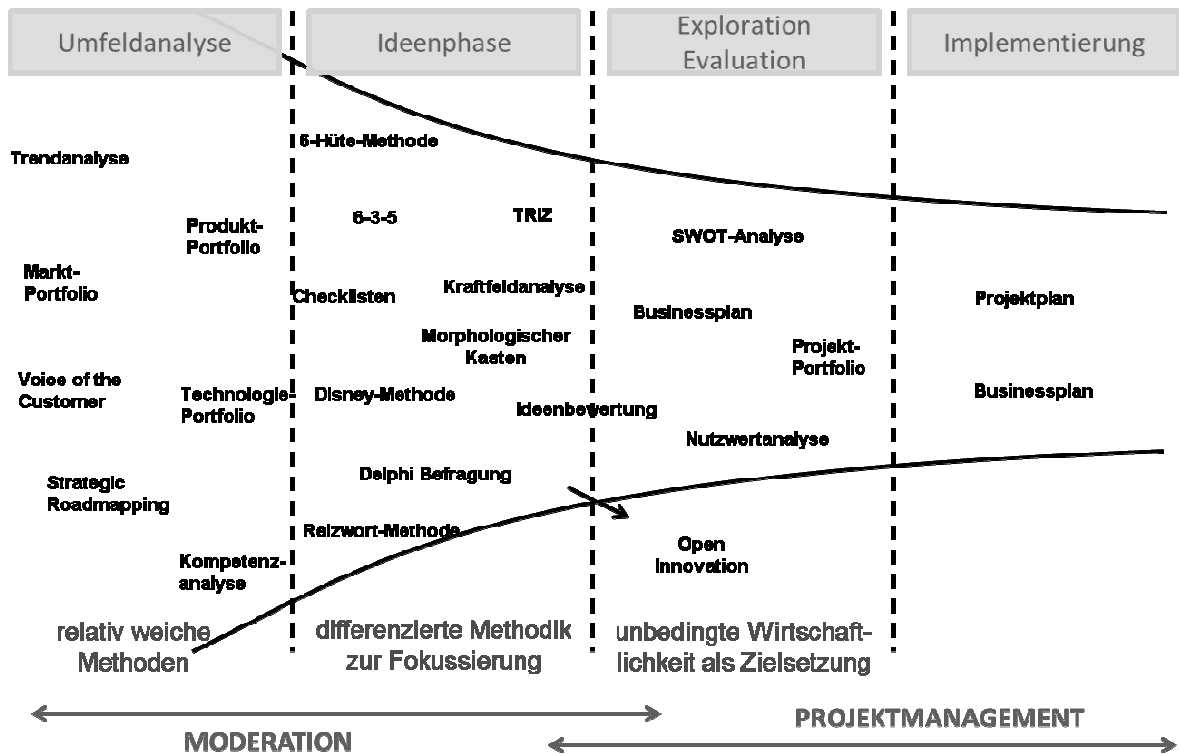 Umfeldanalyse
Ideenphase
Exploration
Evaluation
Implementierung
Trendanalyse
Produkt-
Portfolio
Markt-
Portfolio
Voice of the
Customer
Technologie-
Portfolio
Strategic
Roadmapping
Kompetenz-
analyse
relativ weiche
Methoden
6-Hüte-Methode
6-3-5
TRIZ
Checklisten
Kraftfeldanalyse
Morphologischer
Kasten
Disney-Methode
Ideenbewertung
Delphi Befragung
Reizwort-Methode
differenzierte Methodik
zur Fokussierung
SWOT-Analyse
Businessplan
Projekt-
Portfolio
Nutzwertanalyse
Open
Innovation
unbedingte Wirtschaft-
lichkeit als Zielsetzung
Projektplan
Businessplan
MODERATION
PROJEKTMANAGEMENT